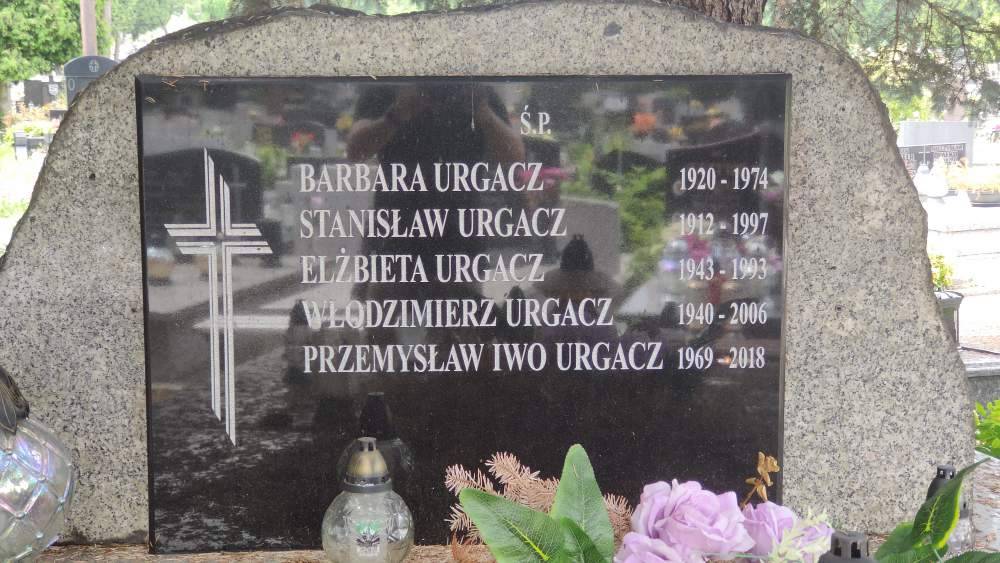 Ś.P.
BARBARA URGACZ 1920 - 1974
STANISŁAW URGACZ 1912 - 1997
ELŻBIETA URGACZ 1943 - 1993
WŁODZIMIERZ URGACZ 1940 - 2006
PRZEMYSŁAW IWO URGACZ 1969 - 2018